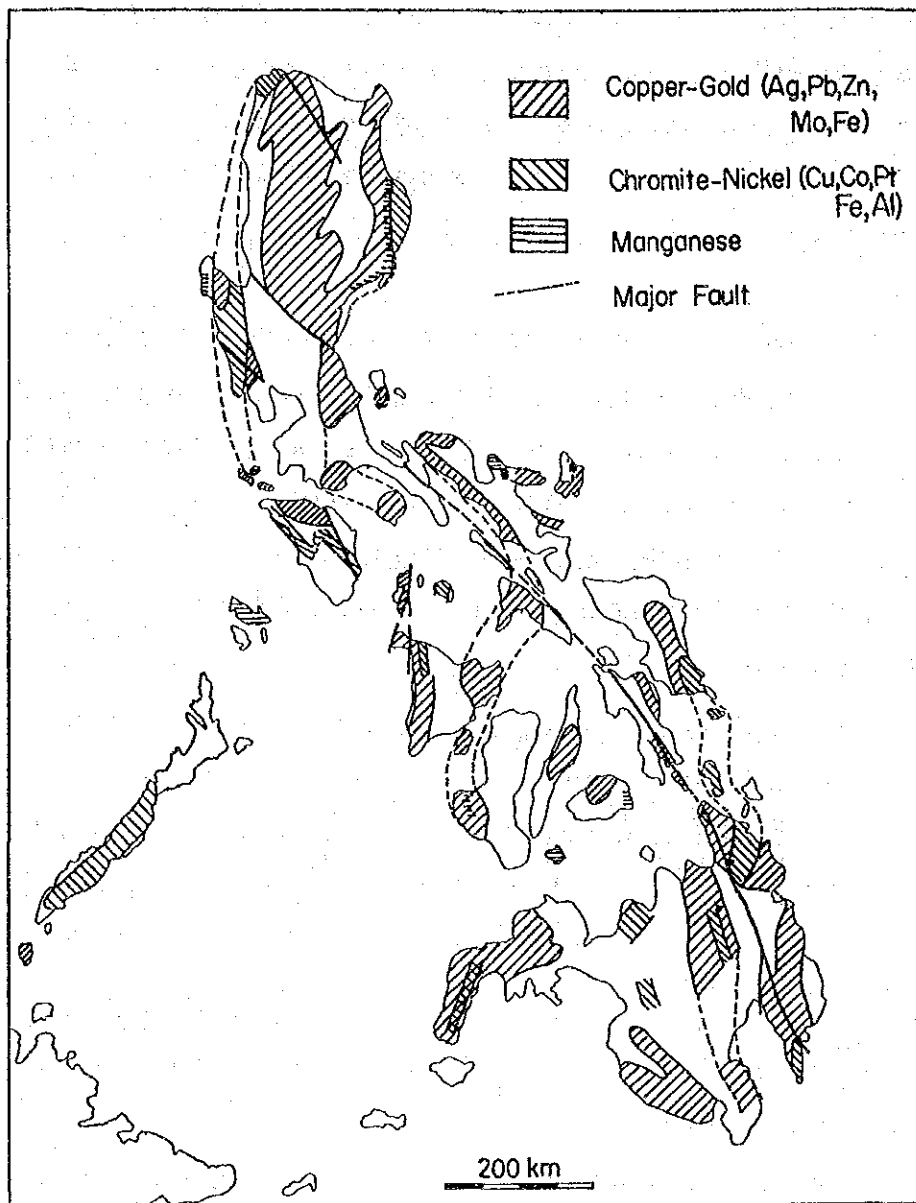 Copper-Gold (Ag,Pb,Zn,
Mo,Fe)
Chromite-Nickel (Cu,Co,Pt
Fe,Al)
Manganese
Major Fault
200 km